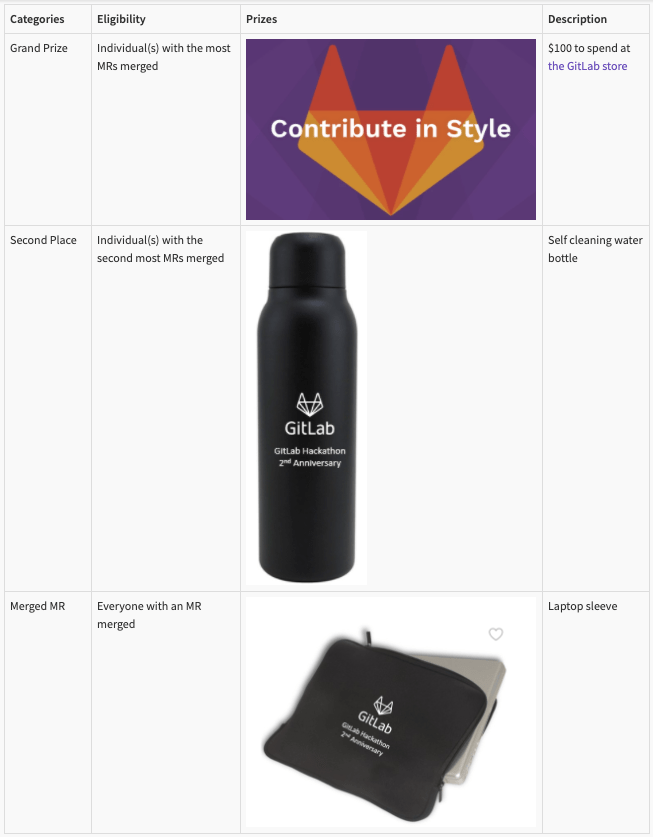 Categories Eligibility Prizes Description
Grand Prize Individual(s) with the most $100 to spend at
MRs merged the GitLab store
Contribute in Style
Second Place Individual(s) with the Self cleaning water
second most MRs merged bottle
GitLab
GitLab Hackathon
2nd Anniversary
Merged MR Everyone with an MR Laptop sleeve
merged
GitLab
GitLab Hackathon
2nd Anniversary